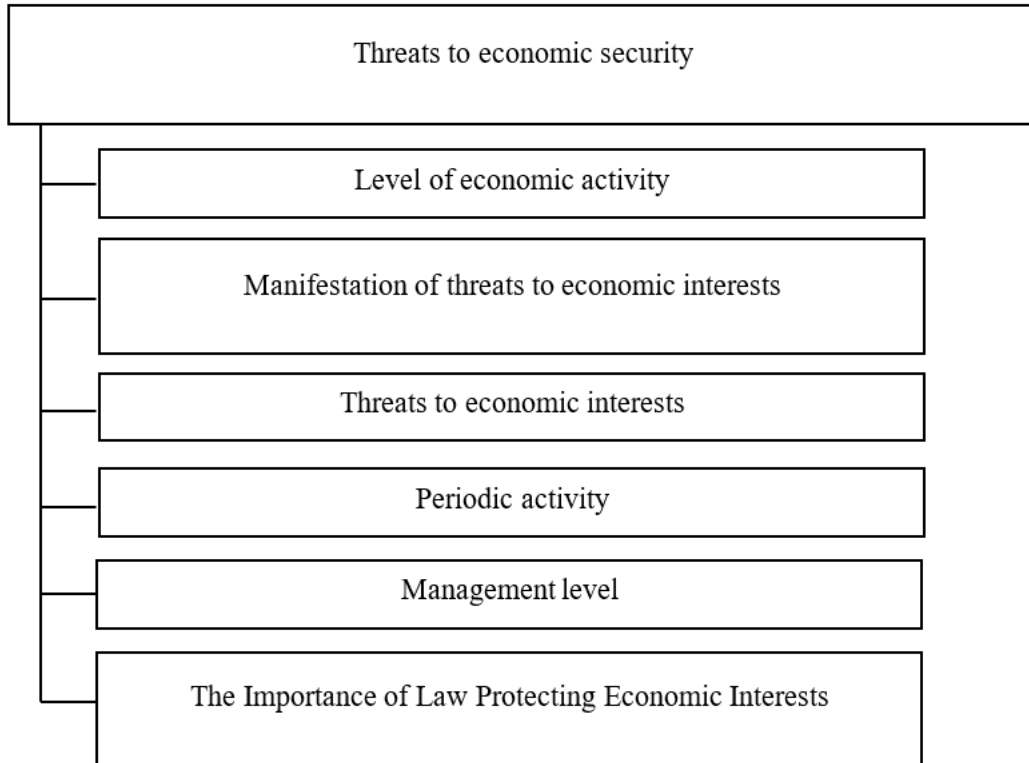 Threats to economic security
Level of economic activity
Manifestation of threats to economic interests
Threats to economic interests
Periodic activity
Management level
The Importance of Law Protecting Economic Interests